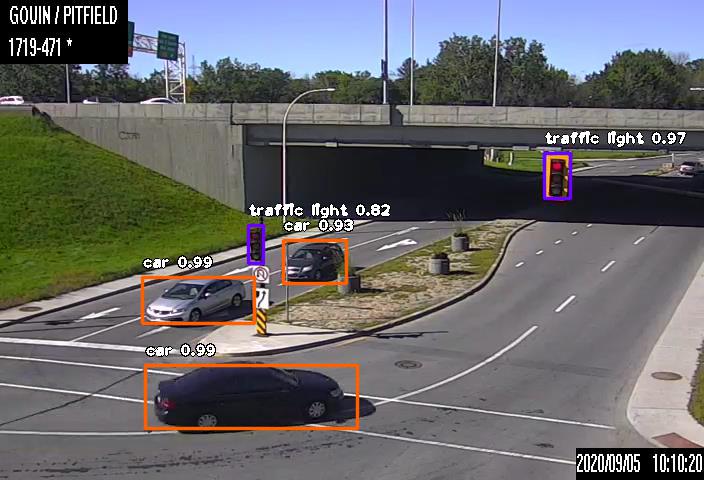 GOUIN / PITFIELD
1719-471 *
traffic light 0.97
traffic light 0.82
car 0.93
car 0.99
car 0.99
2020/09/05 10:10:20